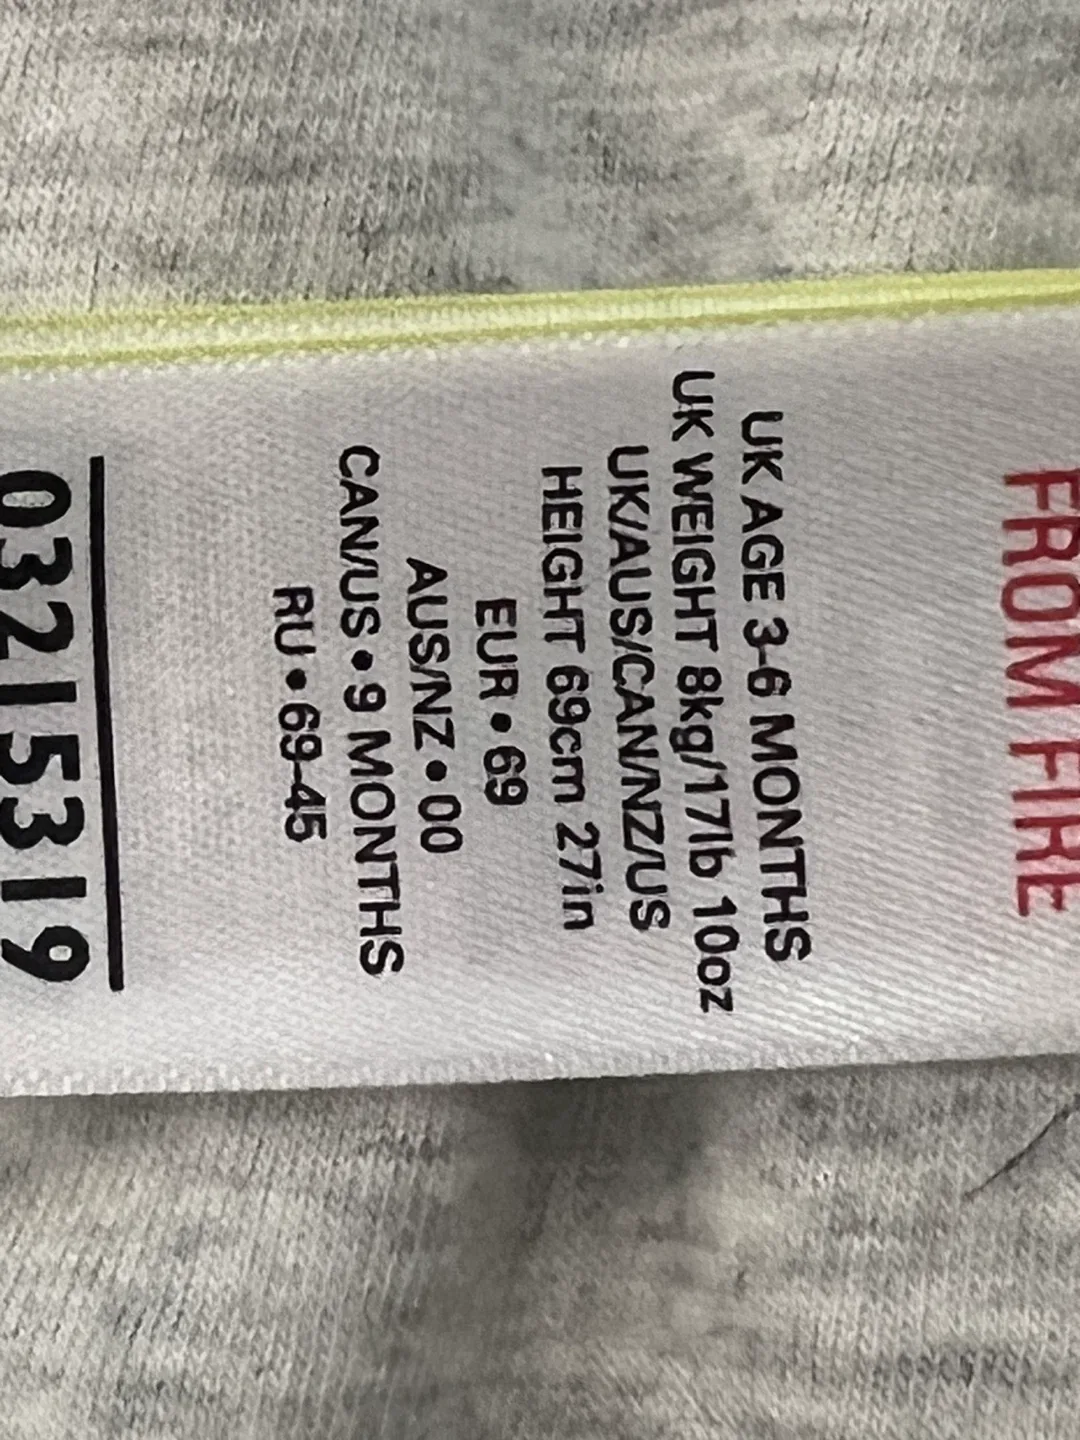 FROM FIRE
UK AGE 3-6 MONTHS
UK WEIGHT 8kg/17lb 10oz
UK/AUS/CAN/NZ/US
HEIGHT 69cm 27in
EUR • 69
AUS/NZ • 00
CAN/US • 9 MONTHS
RU • 69-45
03215319